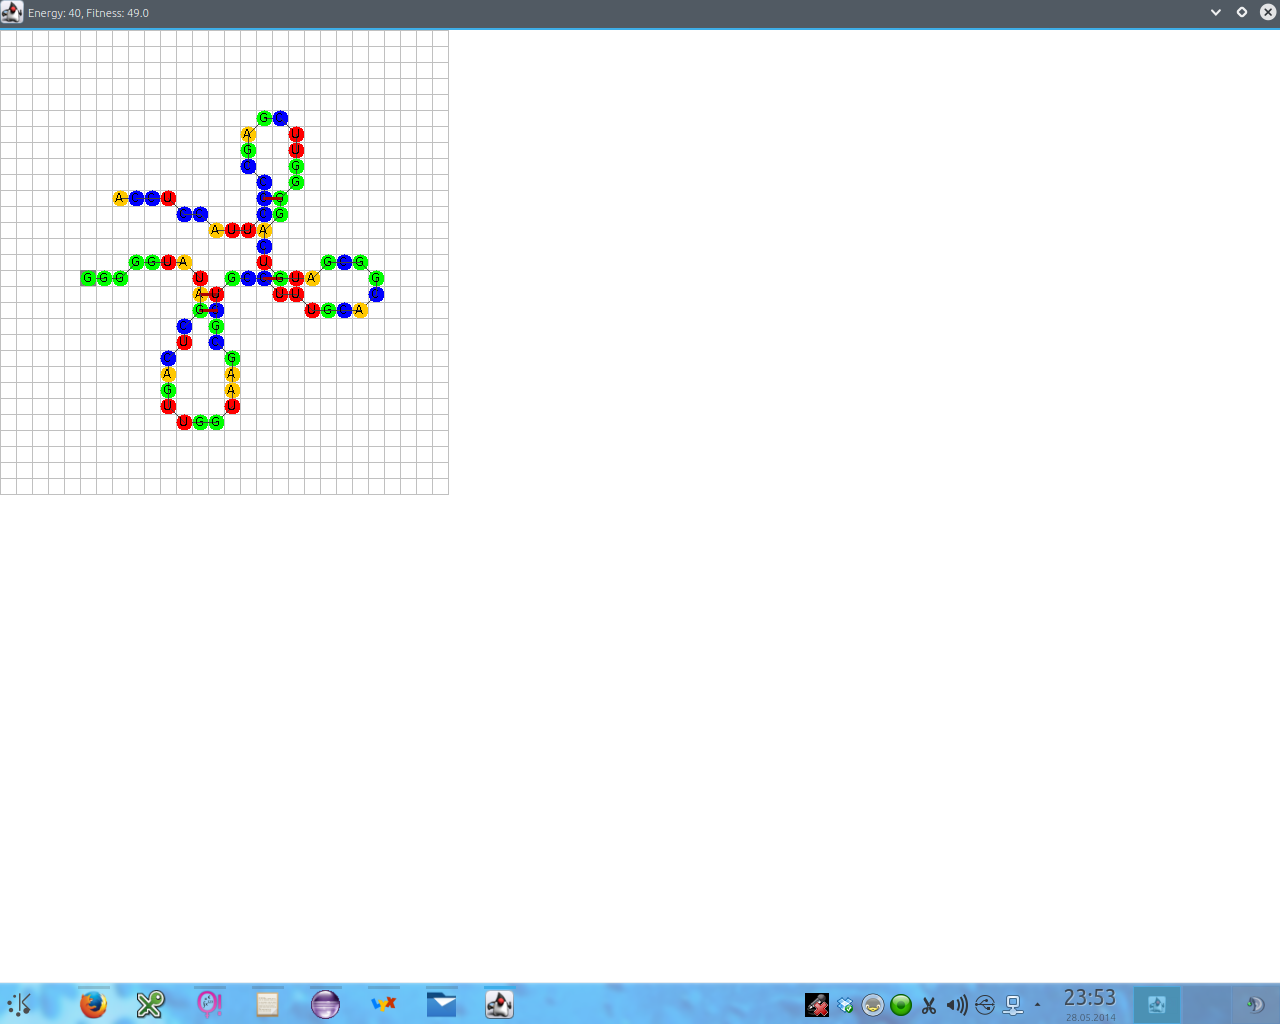 Energy: 40, Fitness: 49.0
G
A U
G U
G
G
A U G
G
A U U A
G G U A U G G
G G G U G G U A G
A U U U
G U G A
G
U
G
A A
G A
U U
U G G
23:53
28.05.2014